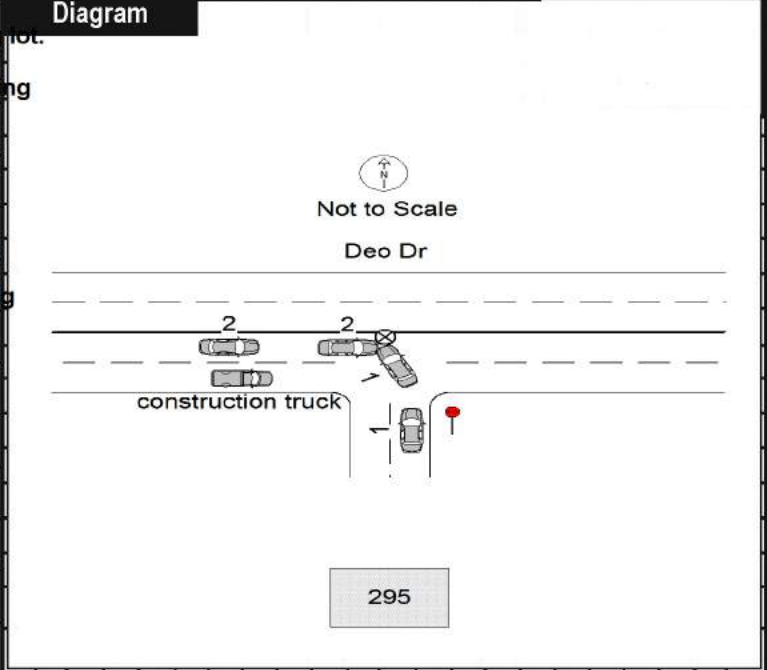 Diagram
lot.
ng
N
Not to Scale
Deo Dr
g
2
2
1
construction truck
1
295